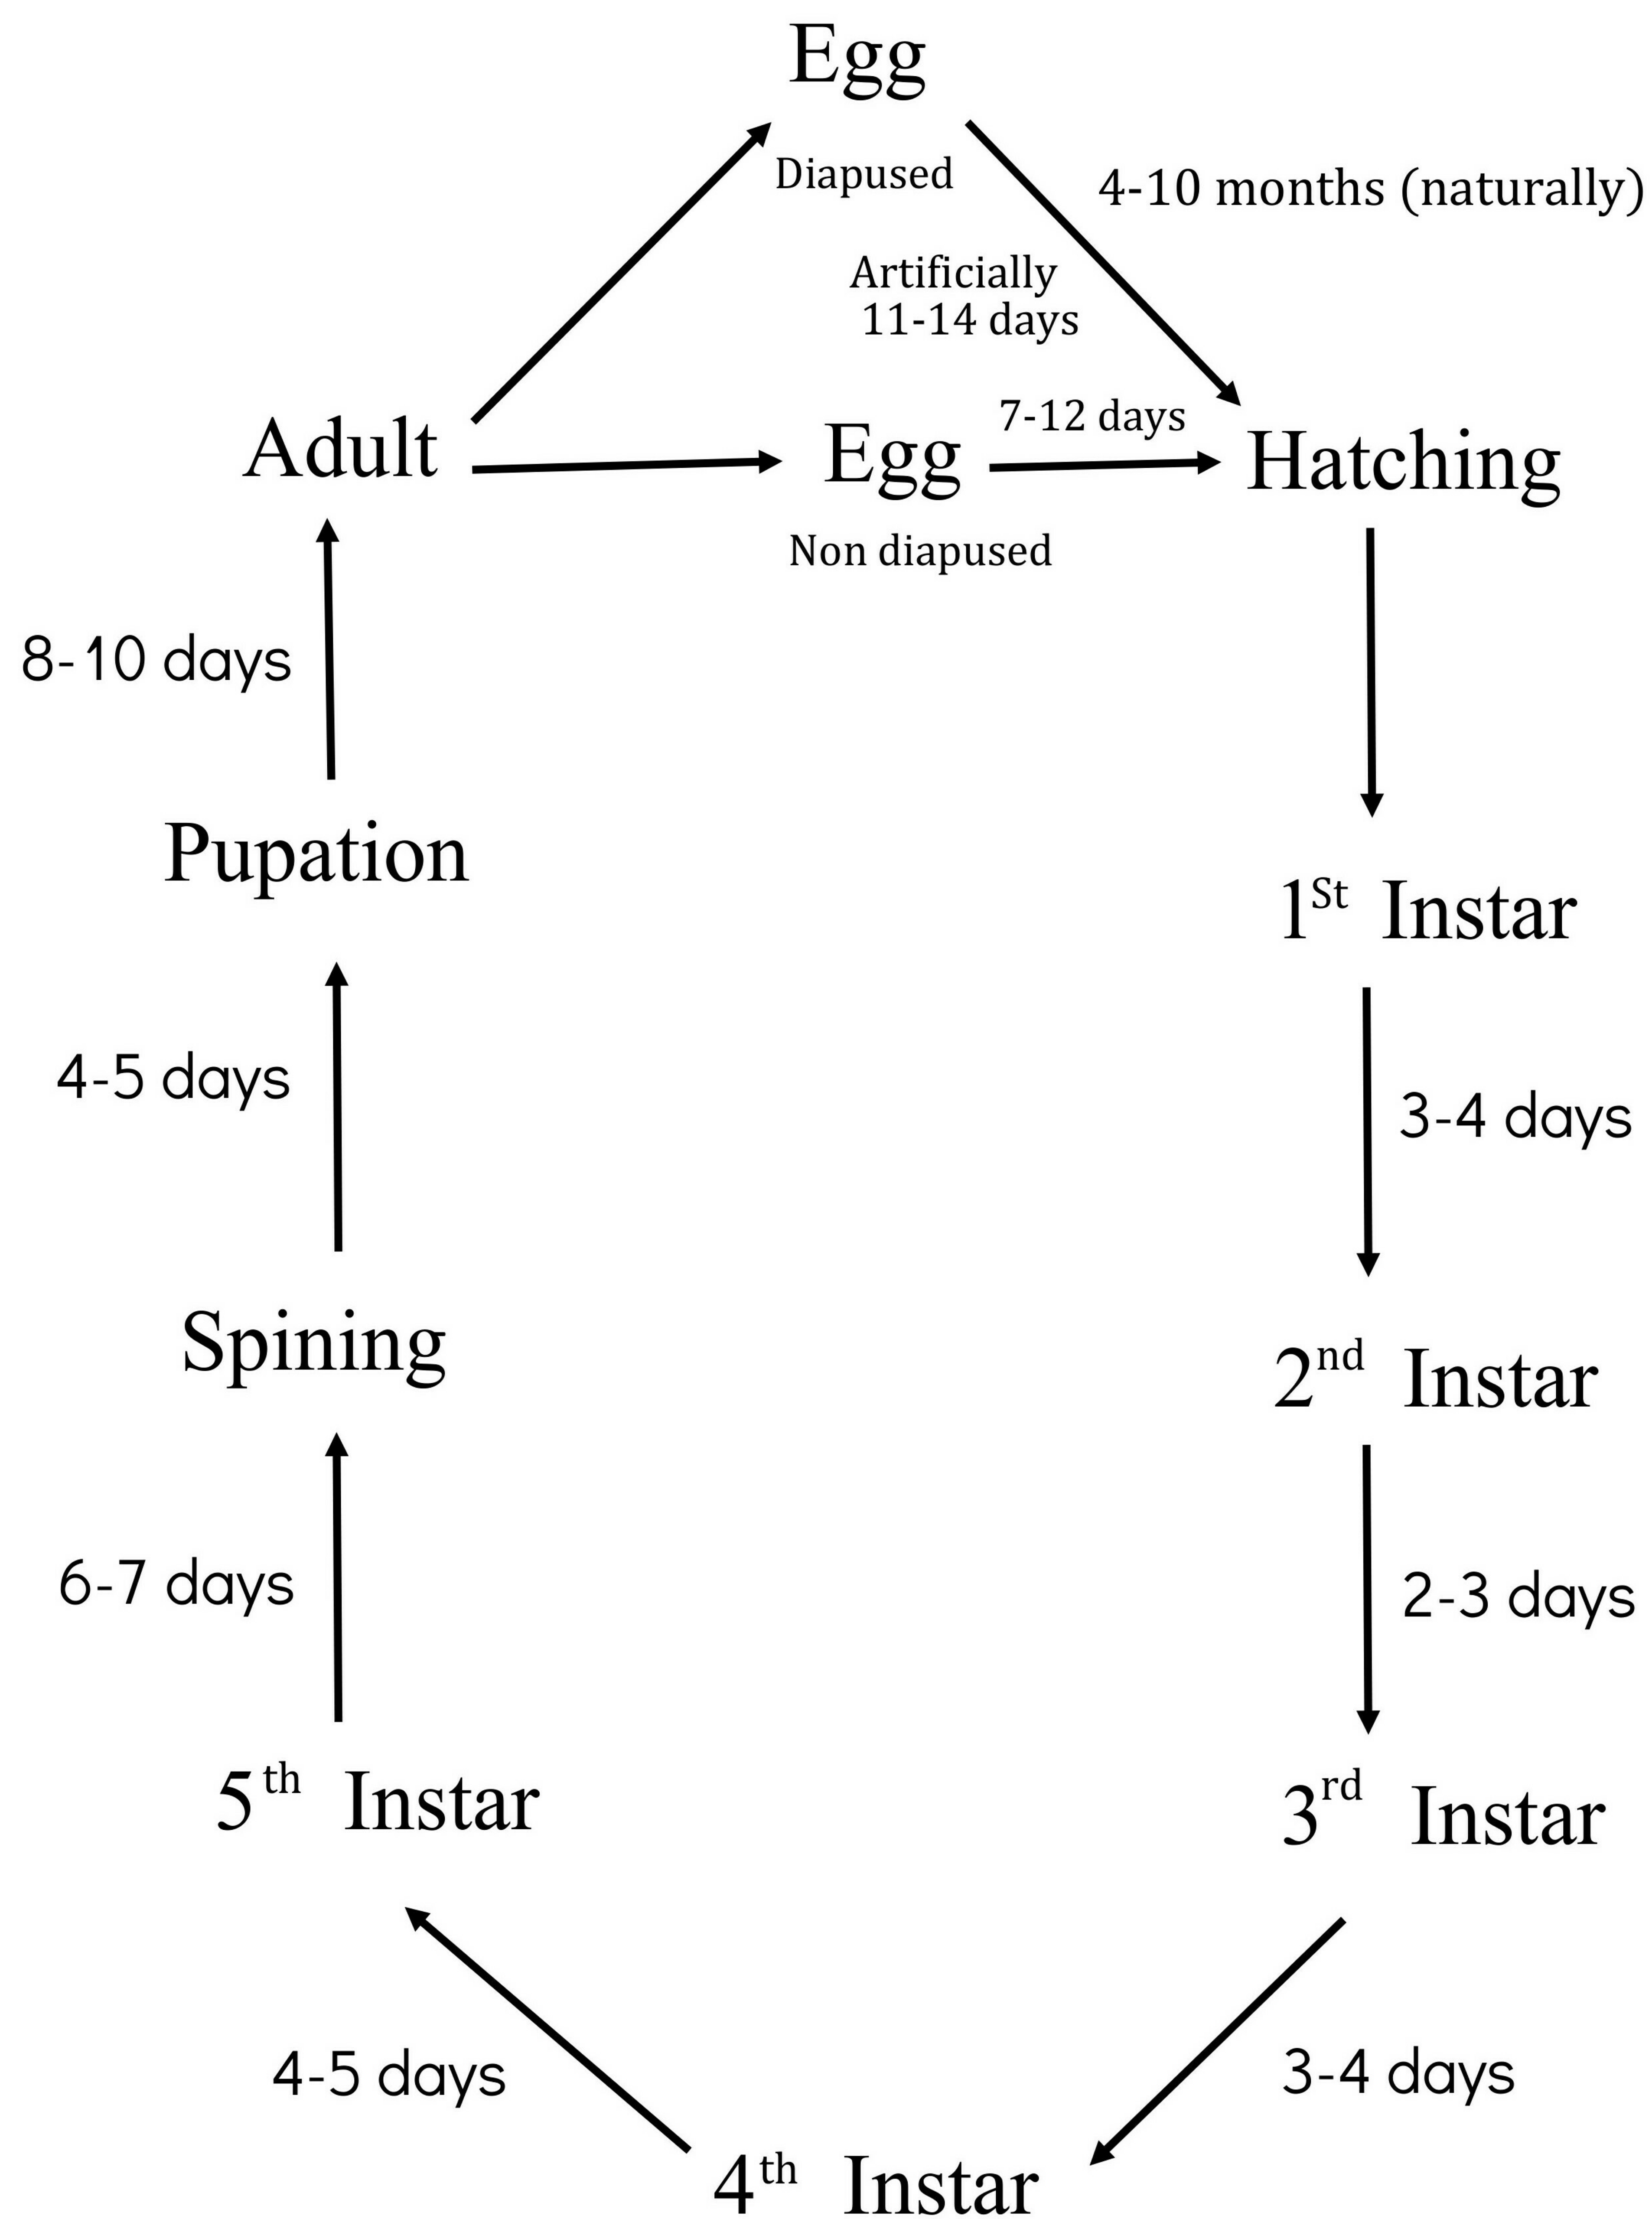 Egg
Diapused
4-10 months (naturally)
Artificially
11-14 days
Adult
Egg
7-12 days
Hatching
Non diapused
8-10 days
Pupation
1St Instar
4-5 days
3-4 days
Spining
2nd Instar
6-7 days
2-3 days
5th Instar
3rd Instar
4-5 days
3-4 days
4th Instar